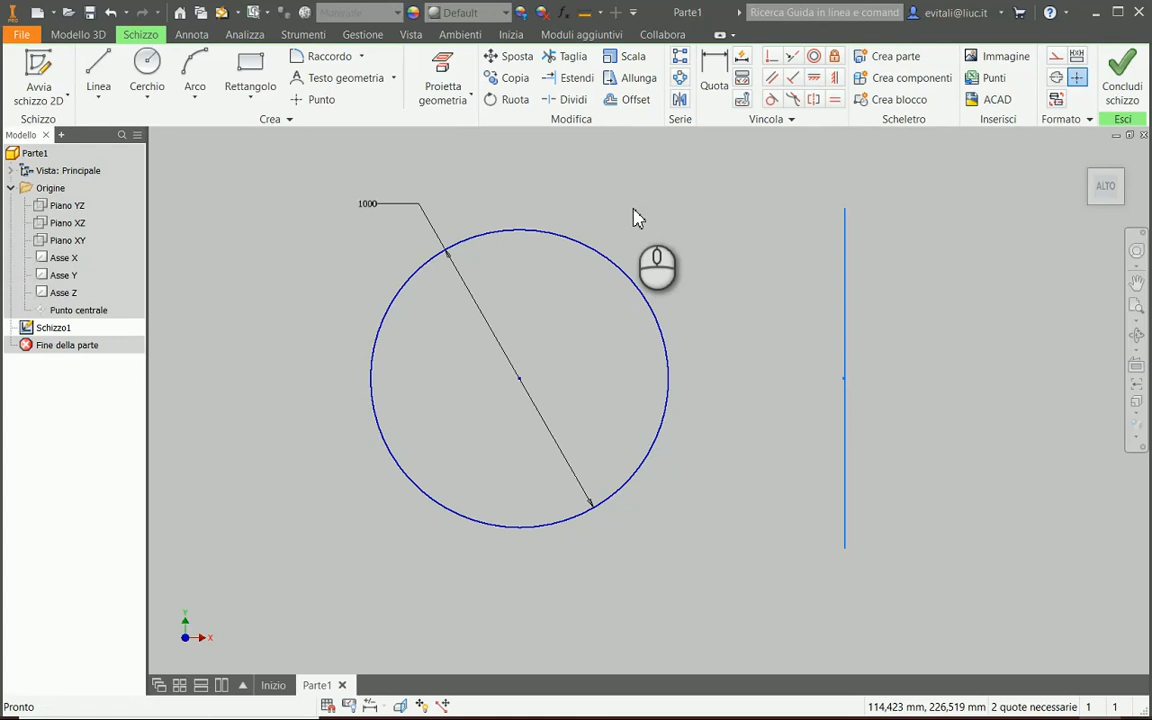 PRO
Materiale
Default
Parte1
Ricerca Guida in linea e comand
evitali@liuc.it
File
Modello 3D
Schizzo
Annota
Analizza
Strumenti
Gestione
Vista
Ambienti
Inizia
Moduli aggiuntivi
Collabora
Avvia schizzo 2D
Linea
Cerchio
Arco
Rettangolo
Raccordo
Testo geometria
Punto
Proietta geometria
Sposta
Copia
Ruota
Taglia
Estendi
Dividi
Scala
Allunga
Offset
Quota
Crea parte
Crea componenti
Crea blocco
Immagine
Punti
ACAD
Concludi schizzo
Schizzo
Crea
Modifica
Serie
Vincola
Scheletro
Inserisci
Formato
Esci
Modello
Parte1
Vista: Principale
Origine
Piano YZ
Piano XZ
Piano XY
Asse X
Asse Y
Asse Z
Punto centrale
Schizzo1
Fine della parte
1000
ALTO
Y
X
Inizio
Parte1
Pronto
114,423 mm, 226,519 mm
2 quote necessarie
1
1